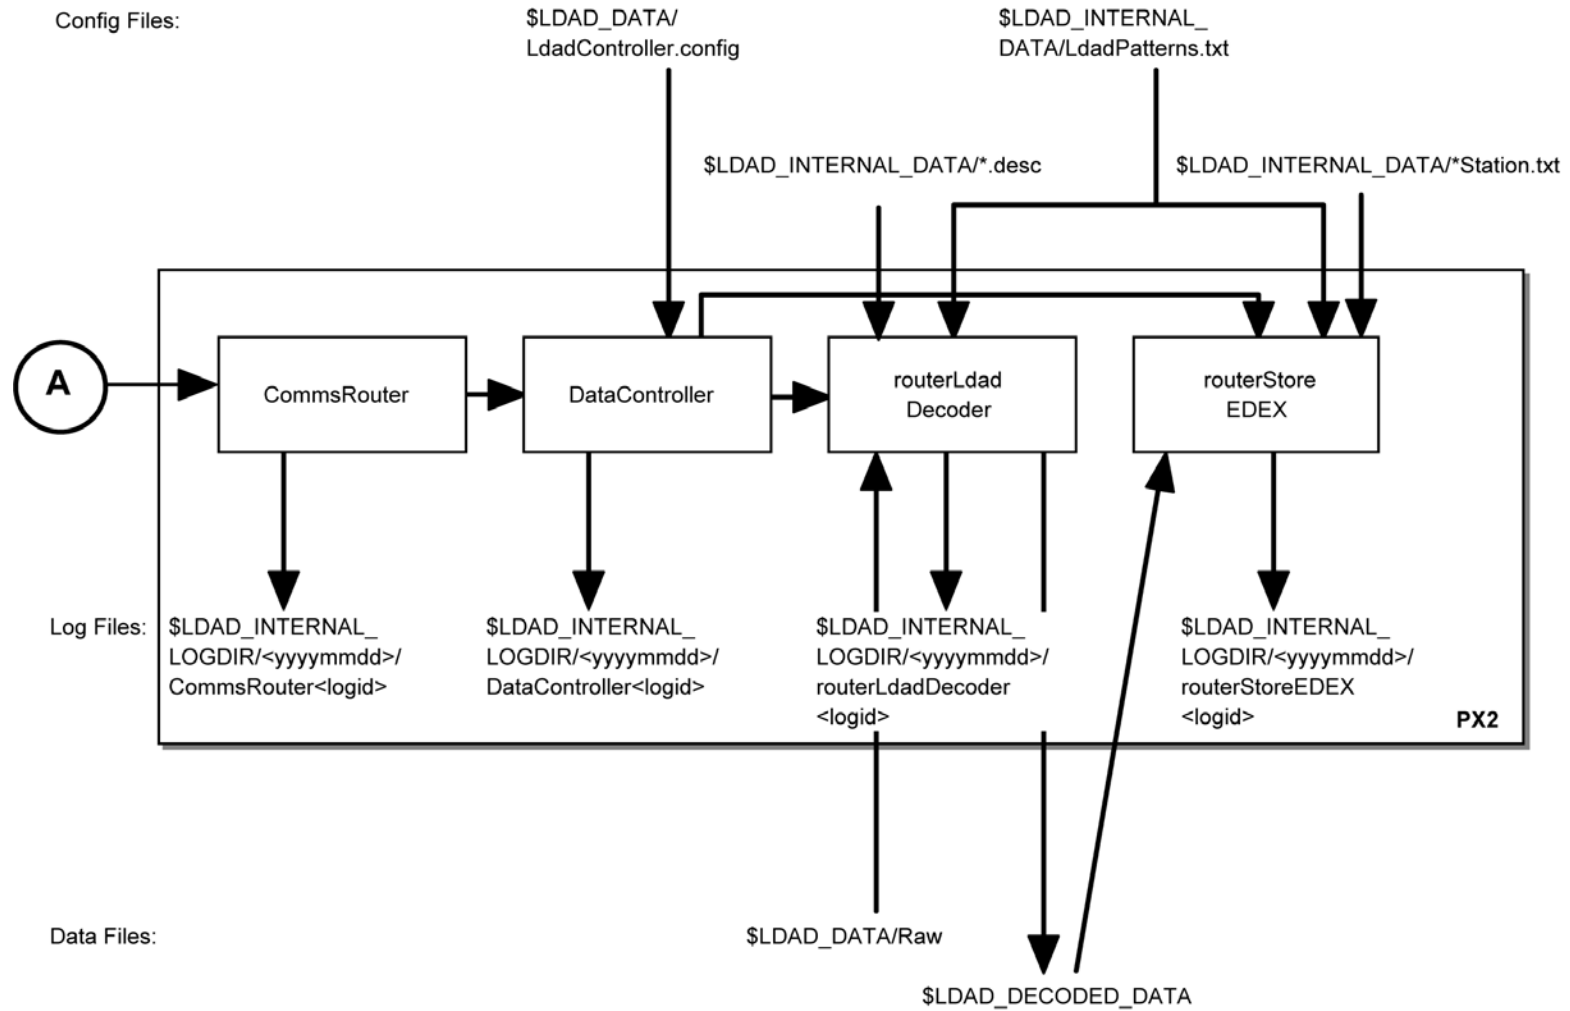 Config Files:
$LDAD_DATA/
LdadController.config
$LDAD_INTERNAL_
DATA/LdadPatterns.txt
$LDAD_INTERNAL_DATA/*.desc
$LDAD_INTERNAL_DATA/*Station.txt
A
CommsRouter
DataController
routerLdad
Decoder
routerStore
EDEX
Log Files:
$LDAD_INTERNAL_
LOGDIR/<yyyymmdd>/
CommsRouter<logid>
$LDAD_INTERNAL_
LOGDIR/<yyyymmdd>/
DataController<logid>
$LDAD_INTERNAL_
LOGDIR/<yyyymmdd>/
routerLdadDecoder
<logid>
$LDAD_INTERNAL_
LOGDIR/<yyyymmdd>/
routerStoreEDEX
<logid>
PX2
Data Files:
$LDAD_DATA/Raw
$LDAD_DECODED_DATA